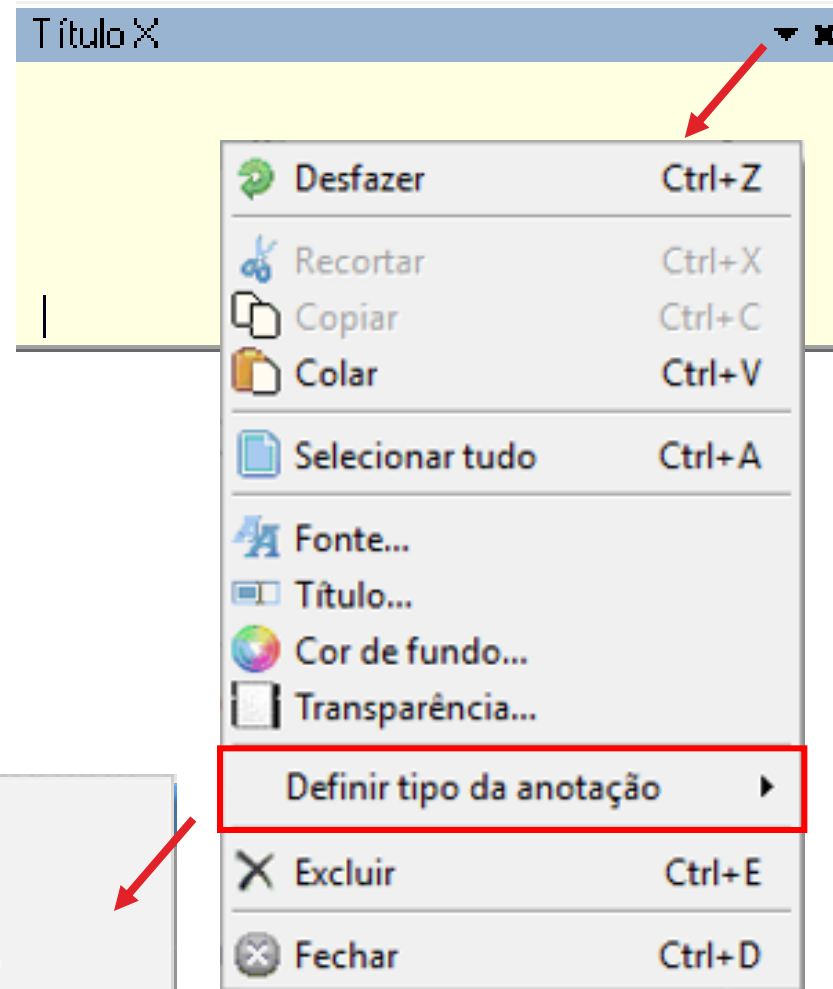 Título X
Desfazer Ctrl+Z
Recortar Ctrl+X
Copiar Ctrl+C
Colar Ctrl+V
Selecionar tudo Ctrl+A
Fonte...
Título...
Cor de fundo...
Transparência...
Definir tipo da anotação
Excluir Ctrl+E
Fechar Ctrl+D